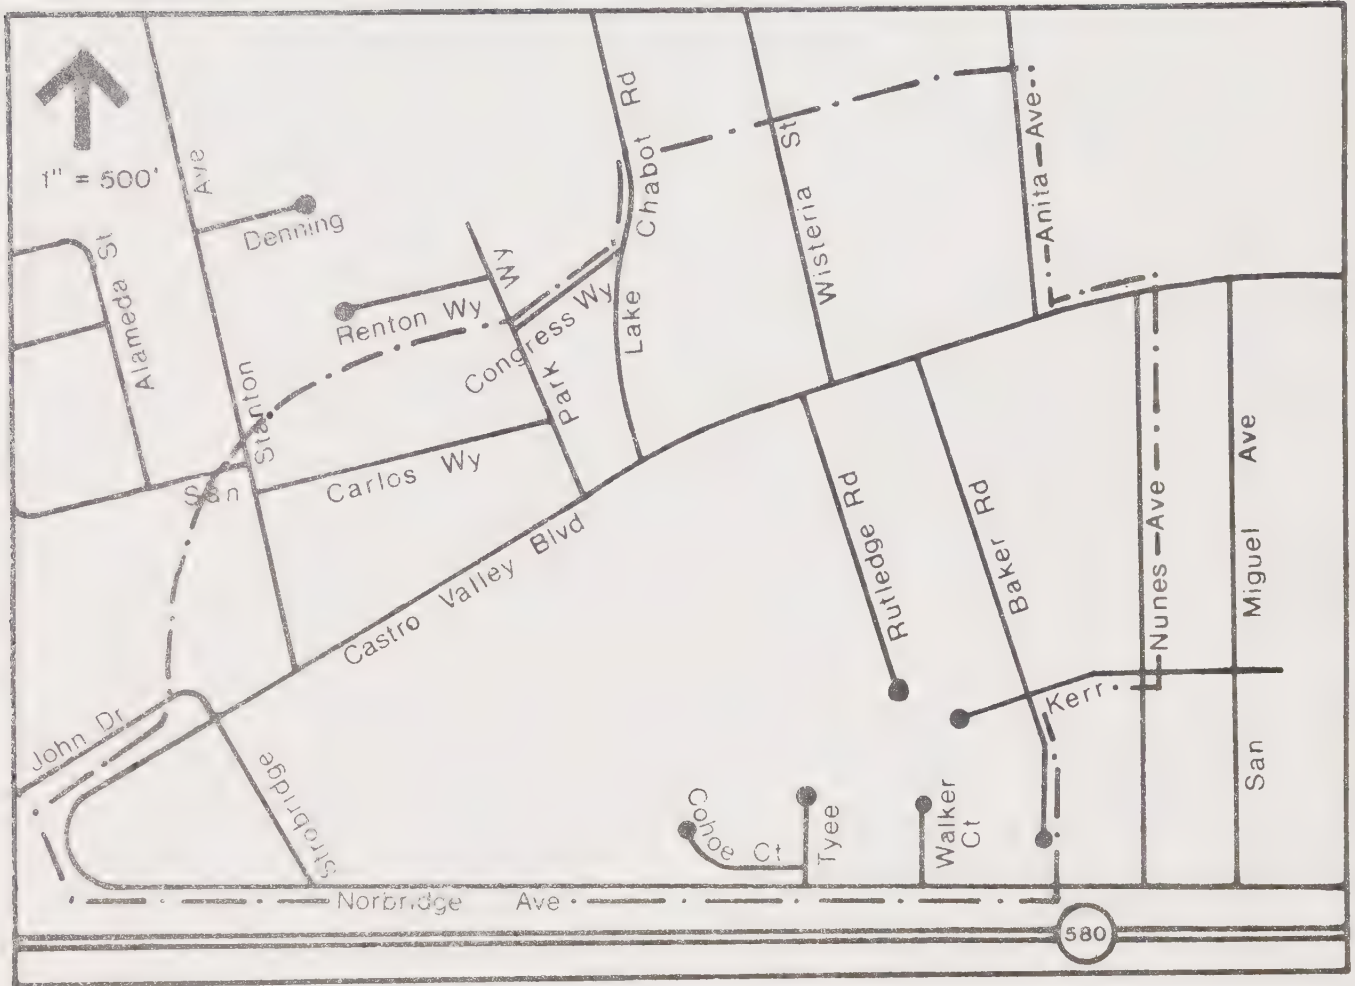 1" = 500'
Ave
Denning
Alameda St
Renton Wy
Wy
Congress Wy
Park
Stanton
San Carlos Wy
Lake Chabot Rd
Wisteria St
Anita Ave
Castro Valley Blvd
Rutledge Rd
Baker Rd
Nunes Ave
San Miguel Ave
Kerr
John Dr
Strobridge
Cohoe Ct
Tyee
Walker Ct
Norbridge Ave
580